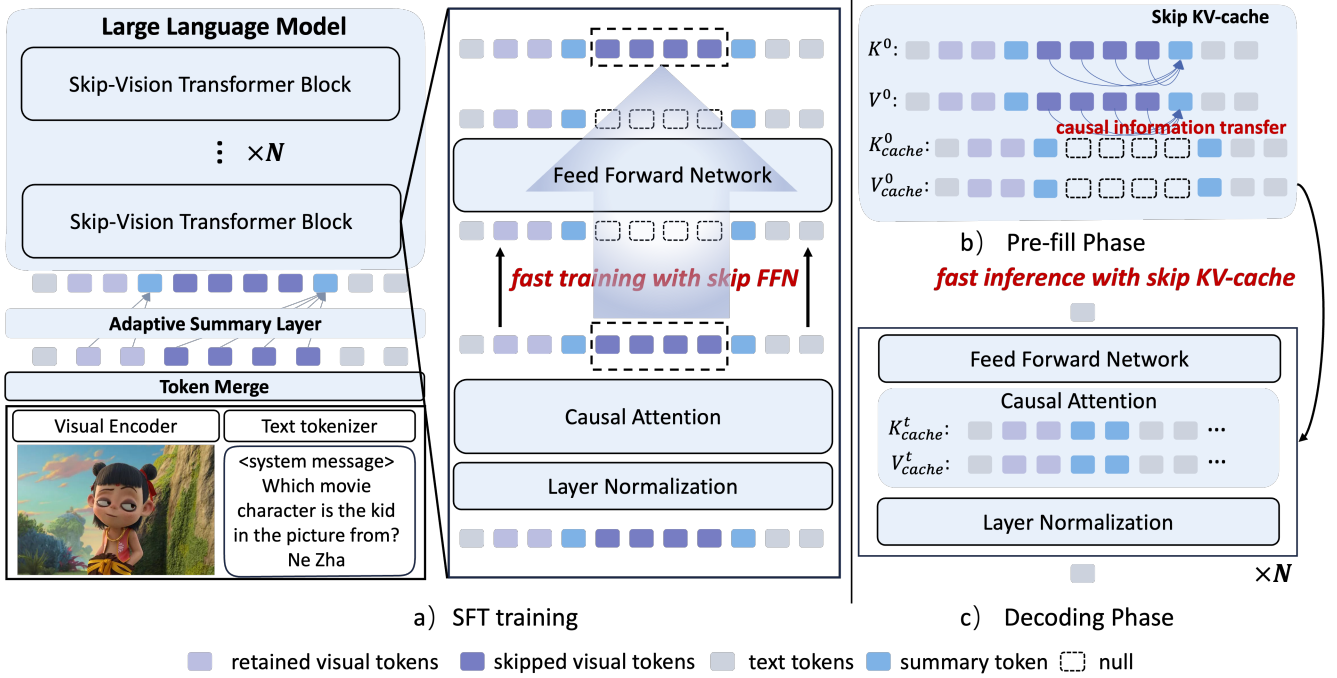 Large Language Model
Skip-Vision Transformer Block
⋮ ×N
Skip-Vision Transformer Block
Adaptive Summary Layer
Token Merge
Visual Encoder
Text tokenizer
<system message>
Which movie
character is the kid
in the picture from?
Ne Zha
Feed Forward Network
fast training with skip FFN
Causal Attention
Layer Normalization
a） SFT training
Skip KV-cache
K⁰:
V⁰:
causal information transfer
K⁰cache:
V⁰cache:
b） Pre-fill Phase
fast inference with skip KV-cache
Feed Forward Network
Causal Attention
Kᵗcache: ...
Vᵗcache: ...
Layer Normalization
×N
c） Decoding Phase
retained visual tokens skipped visual tokens text tokens summary token null